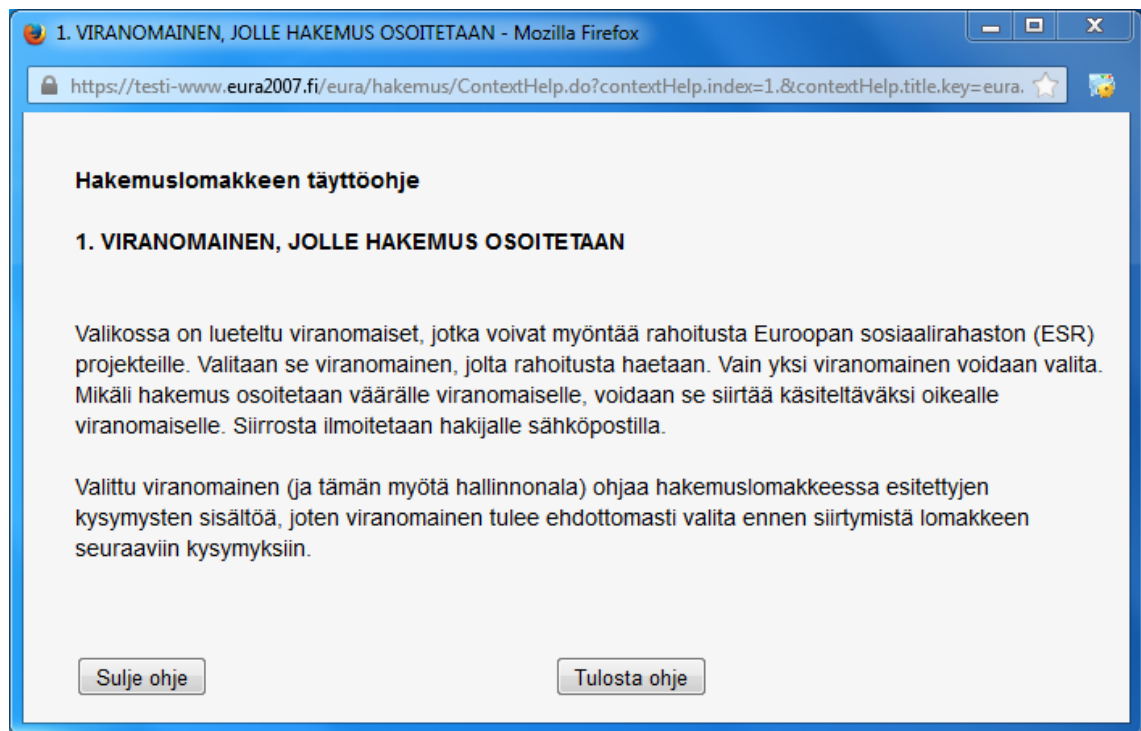 1. VIRANOMAINEN, JOLLE HAKEMUS OSOITETAAN - Mozilla Firefox
https://testi-www.eura2007.fi/eura/hakemus/ContextHelp.do?contextHelp.index=1.&contextHelp.title.key=eura.
Hakemuslomakkeen täyttöohje
1. VIRANOMAINEN, JOLLE HAKEMUS OSOITETAAN
Valikossa on lueteltu viranomaiset, jotka voivat myöntää rahoitusta Euroopan sosiaalirahaston (ESR)
projekteille. Valitaan se viranomainen, jolta rahoitusta haetaan. Vain yksi viranomainen voidaan valita.
Mikäli hakemus osoitetaan väärälle viranomaiselle, voidaan se siirtää käsiteltäväksi oikealle
viranomaiselle. Siirrosta ilmoitetaan hakijalle sähköpostilla.
Valittu viranomainen (ja tämän myötä hallinnonala) ohjaa hakemuslomakkeessa esitettyjen
kysymysten sisältöä, joten viranomainen tulee ehdottomasti valita ennen siirtymistä lomakkeen
seuraaviin kysymyksiin.
Sulje ohje Tulosta ohje